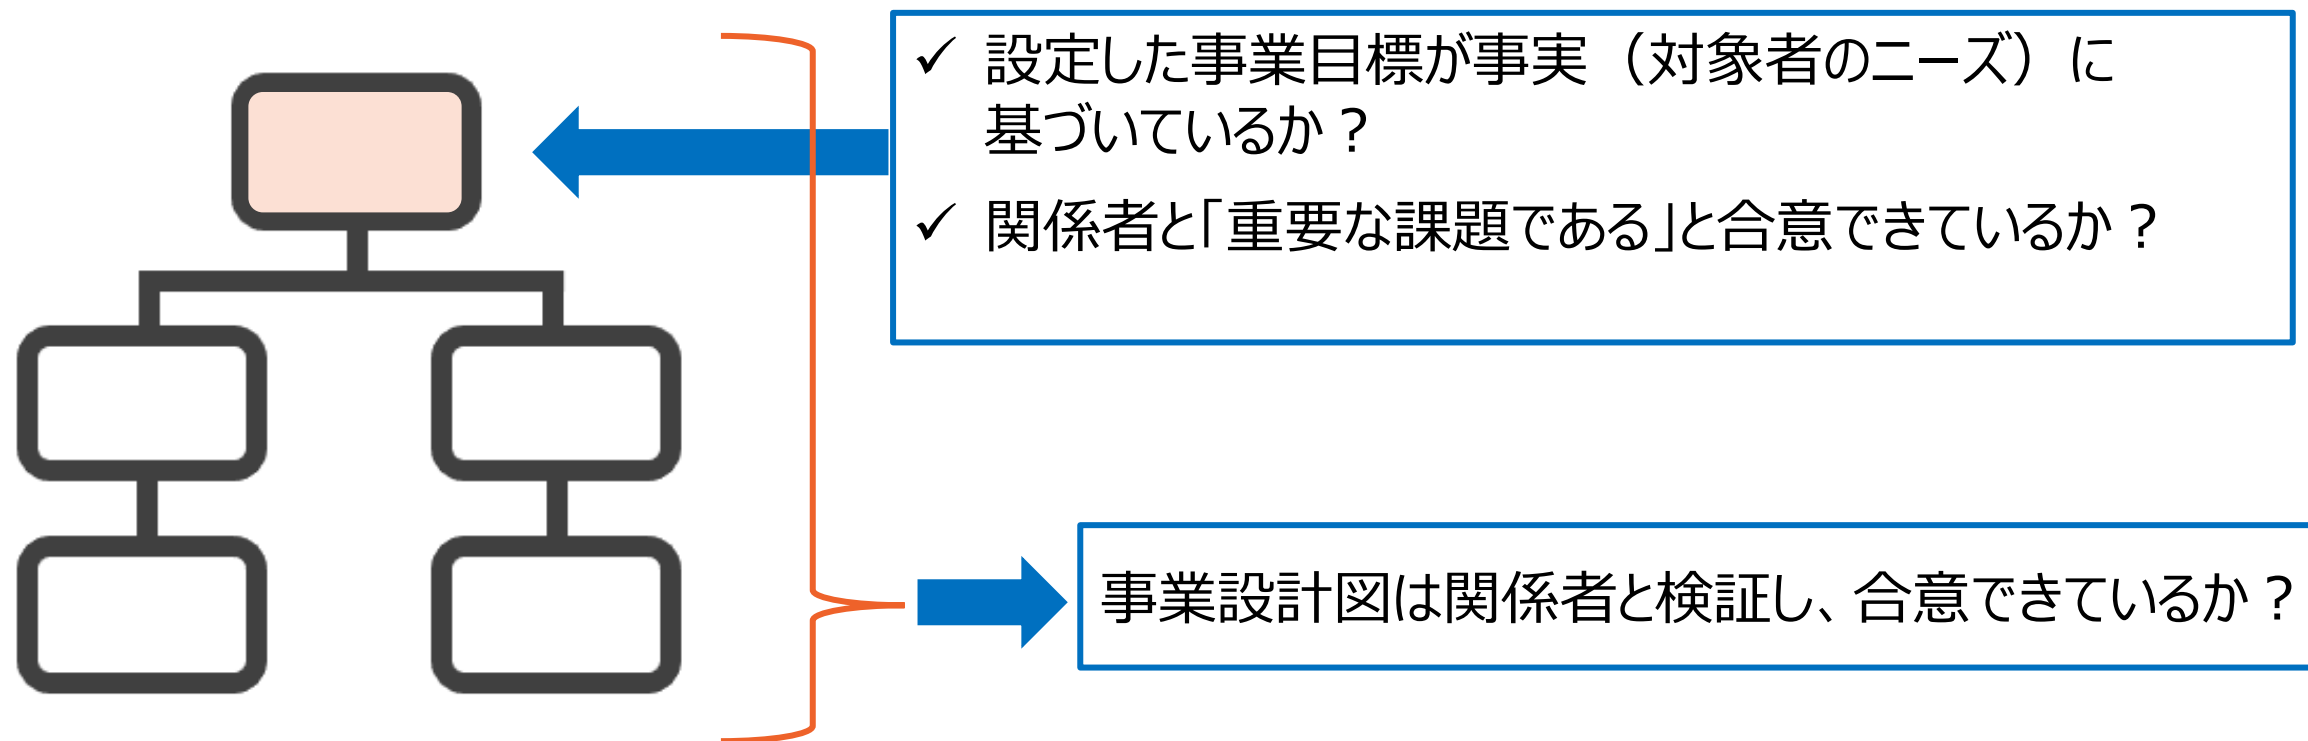 ✓ 設定した事業目標が事実（対象者のニーズ）に
基づいているか？
✓ 関係者と「重要な課題である」と合意できているか？
事業設計図は関係者と検証し、合意できているか？